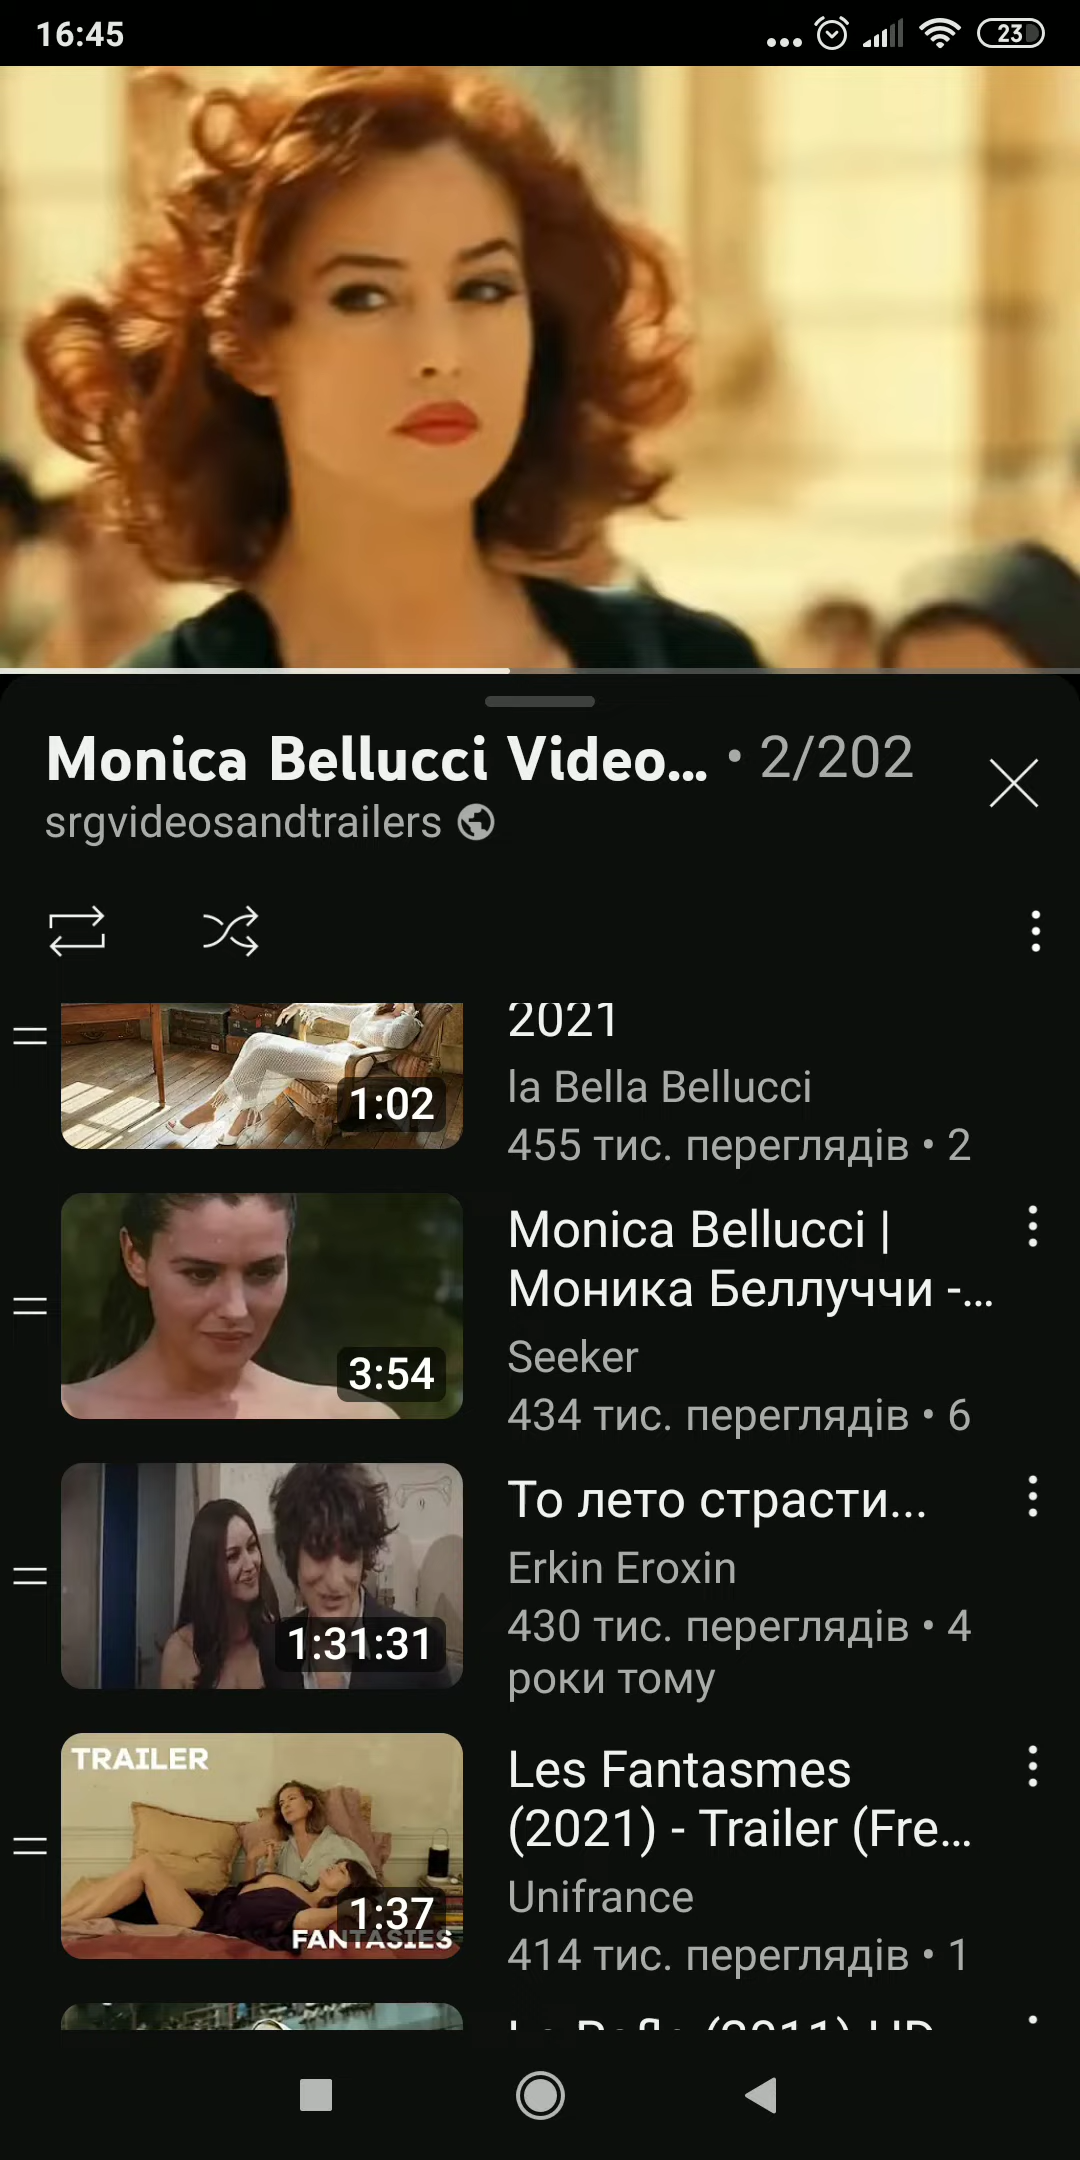 16:45
23
Monica Bellucci Video... • 2/202
srgvideosandtrailers
2021
1:02
la Bella Bellucci
455 тис. переглядів • 2
Monica Bellucci |
Моника Беллуччи -...
3:54
Seeker
434 тис. переглядів • 6
То лето страсти...
Erkin Eroxin
1:31:31
430 тис. переглядів • 4
роки тому
TRAILER
Les Fantasmes
(2021) - Trailer (Fre...
1:37
FANTASIES
Unifrance
414 тис. переглядів • 1
(2011) HD